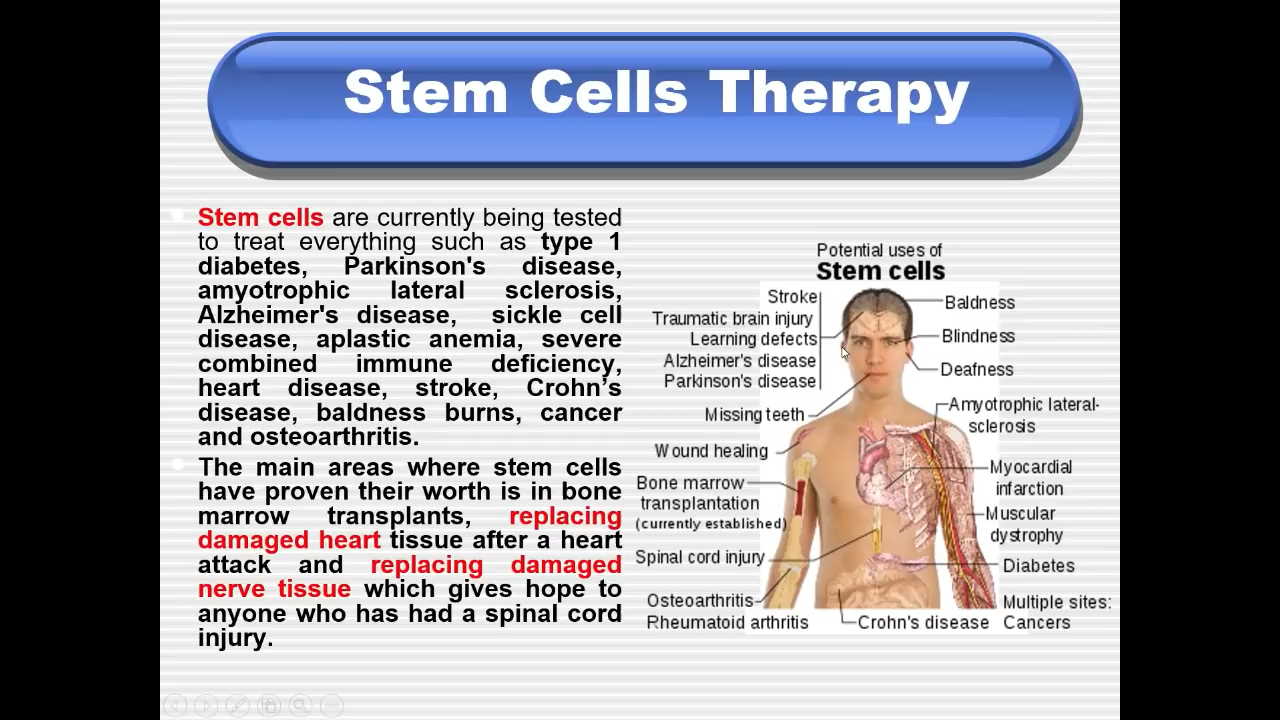 Stem Cells Therapy
Stem cells are currently being tested
to treat everything such as type 1
diabetes, Parkinson's disease,
amyotrophic lateral sclerosis,
Alzheimer's disease, sickle cell
disease, aplastic anemia, severe
combined immune deficiency,
heart disease, stroke, Crohn’s
disease, baldness burns, cancer
and osteoarthritis.
The main areas where stem cells
have proven their worth is in bone
marrow transplants, replacing
damaged heart tissue after a heart
attack and replacing damaged
nerve tissue which gives hope to
anyone who has had a spinal cord
injury.
Potential uses of
Stem cells
Stroke
Traumatic brain injury
Learning defects
Alzheimer's disease
Parkinson's disease
Missing teeth
Wound healing
Bone marrow
transplantation
(currently established)
Spinal cord injury
Osteoarthritis
Rheumatoid arthritis
Baldness
Blindness
Deafness
Amyotrophic lateral-
sclerosis
Myocardial
infarction
Muscular
dystrophy
Diabetes
Multiple sites:
Cancers
Crohn's disease